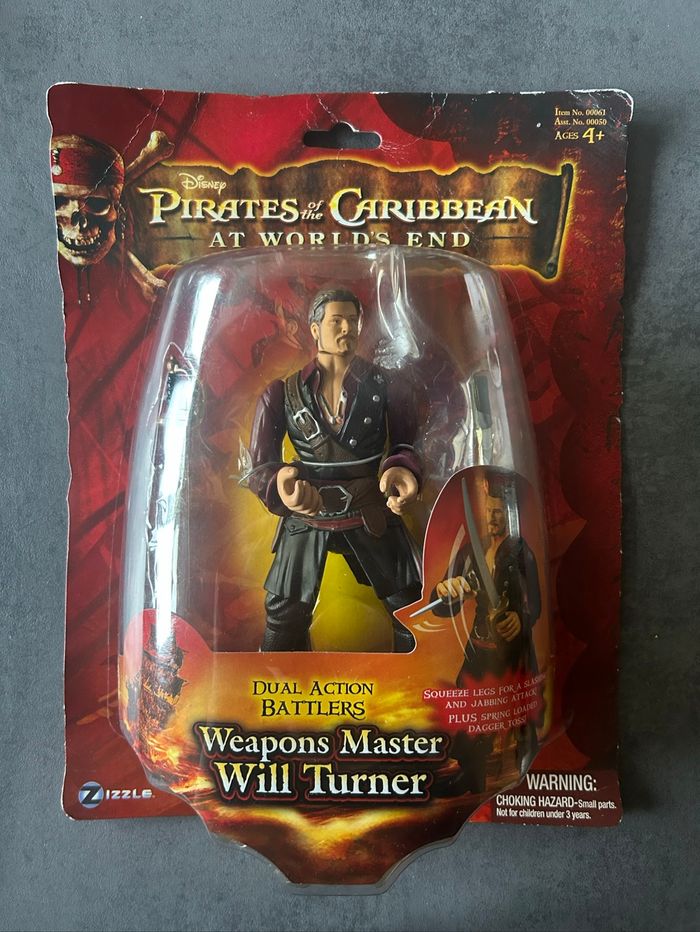 Item No. 00061
Asst. No. 00050
AGES 4+
Disney
PIRATES of the CARIBBEAN
AT WORLD'S END
DUAL ACTION
BATTLERS
Weapons Master
Will Turner
SQUEEZE LEGS FOR A SLASHING
AND JABBING ATTACK!
PLUS SPRING LOADED
DAGGER TOSS!
ZIZZLE
WARNING:
CHOKING HAZARD-Small parts.
Not for children under 3 years.